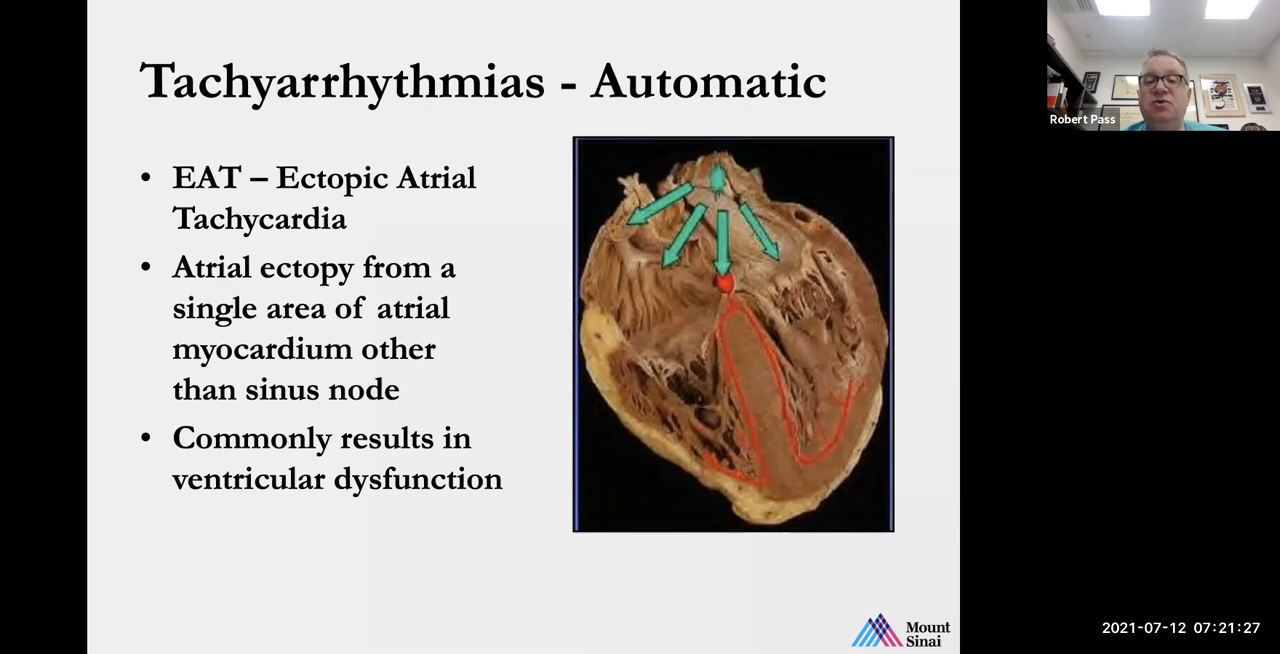 Tachyarrhythmias - Automatic
• EAT – Ectopic Atrial
Tachycardia
• Atrial ectopy from a
single area of atrial
myocardium other
than sinus node
• Commonly results in
ventricular dysfunction
Mount
Sinai
Robert Pass
2021-07-12 07:21:27